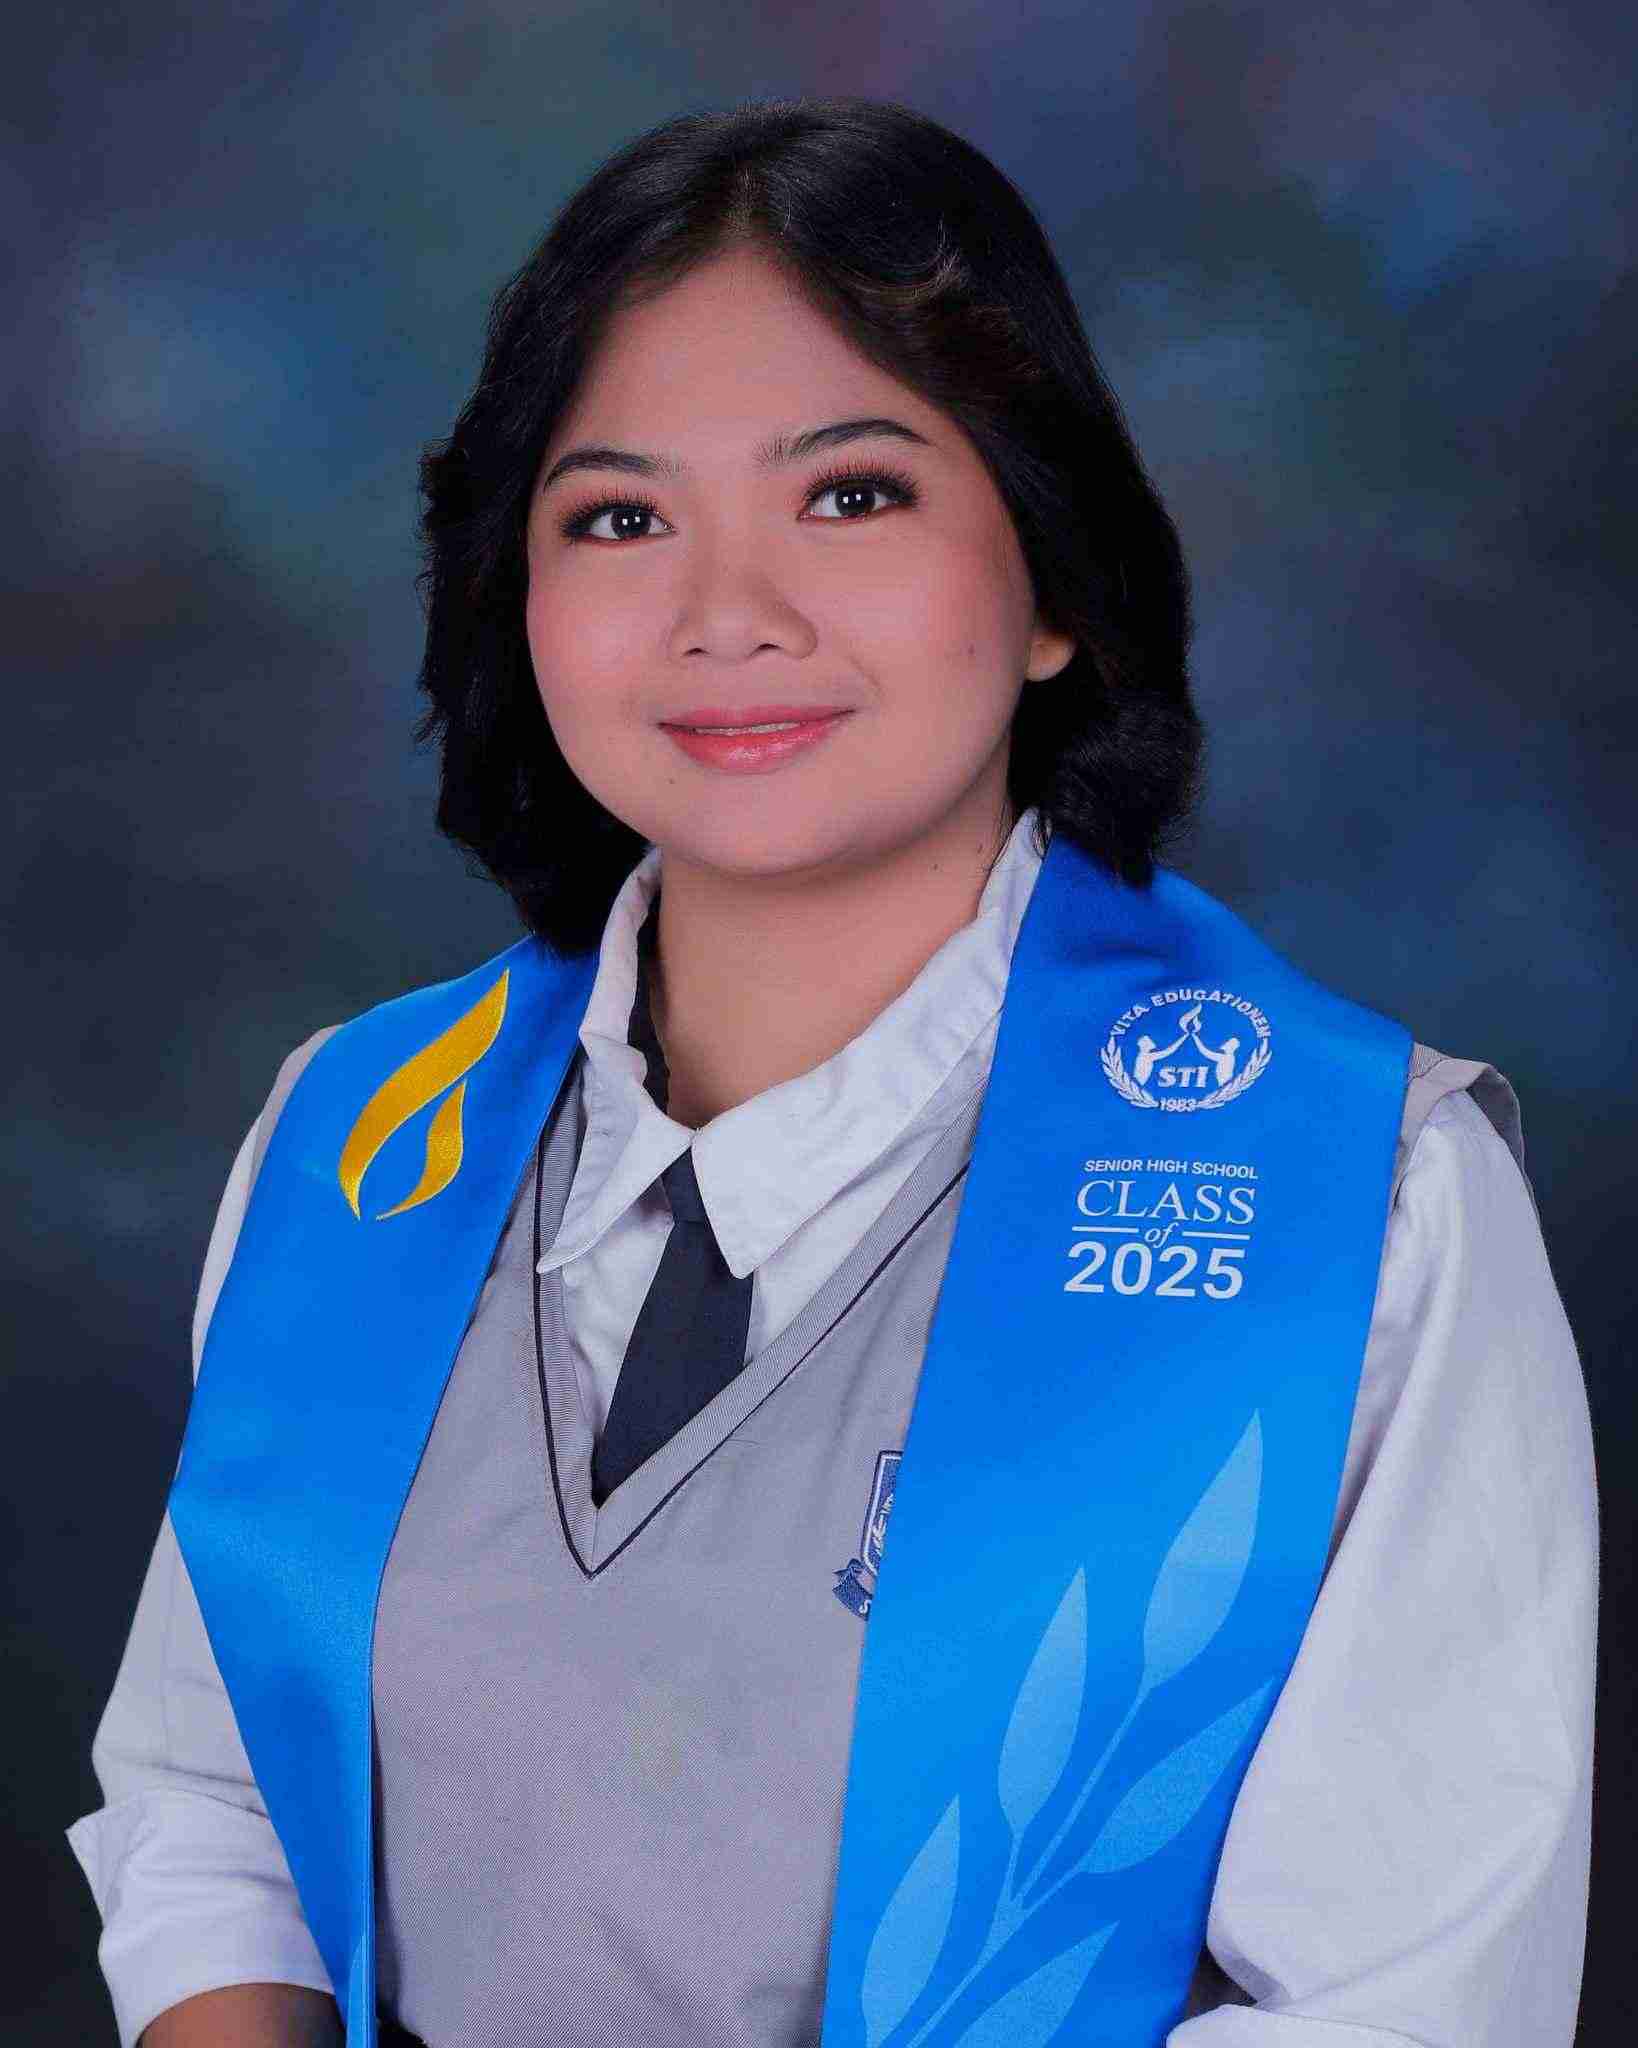 VITA EDUCATIONEM
STI
1983
SENIOR HIGH SCHOOL
CLASS
of
2025